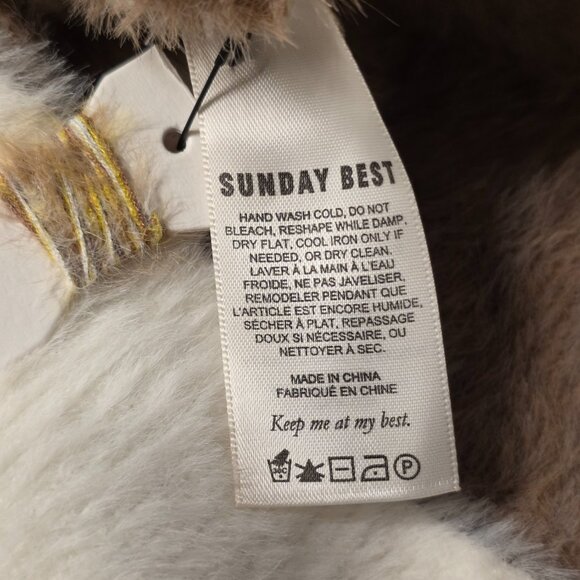 SUNDAY BEST
HAND WASH COLD, DO NOT
BLEACH, RESHAPE WHILE DAMP,
DRY FLAT, COOL IRON ONLY IF
NEEDED, OR DRY CLEAN.
LAVER À LA MAIN À L'EAU
FROIDE, NE PAS JAVELISER,
REMODELER PENDANT QUE
L'ARTICLE EST ENCORE HUMIDE,
SÉCHER À PLAT, REPASSAGE
DOUX SI NÉCESSAIRE, OU
NETTOYER À SEC.
MADE IN CHINA
FABRIQUÉ EN CHINE
Keep me at my best.
30C P